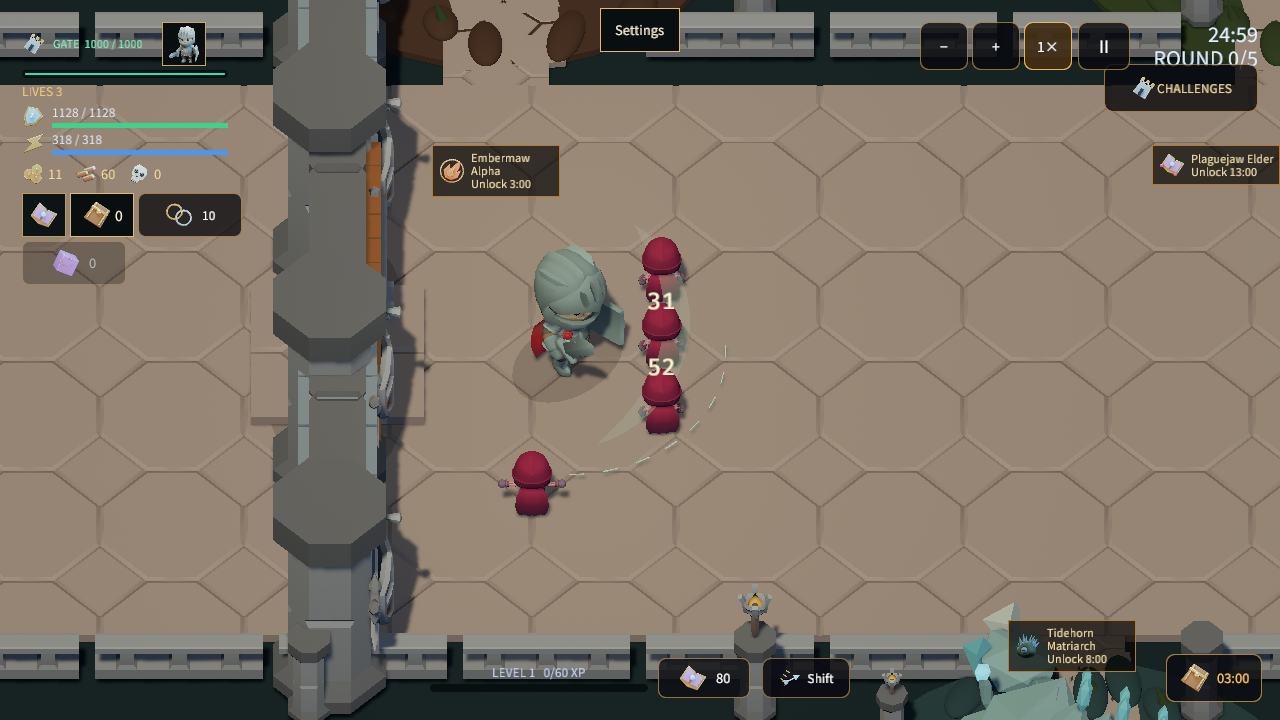 GATE 1000 / 1000
Settings
−
+
1×
24:59
ROUND 0/5
CHALLENGES
LIVES 3
1128 / 1128
318 / 318
11
60
0
0
10
0
Embermaw
Alpha
Unlock 3:00
Plaguejaw Elder
Unlock 13:00
31
52
Tidehorn
Matriarch
Unlock 8:00
LEVEL 1 0/60 XP
80
Shift
03:00